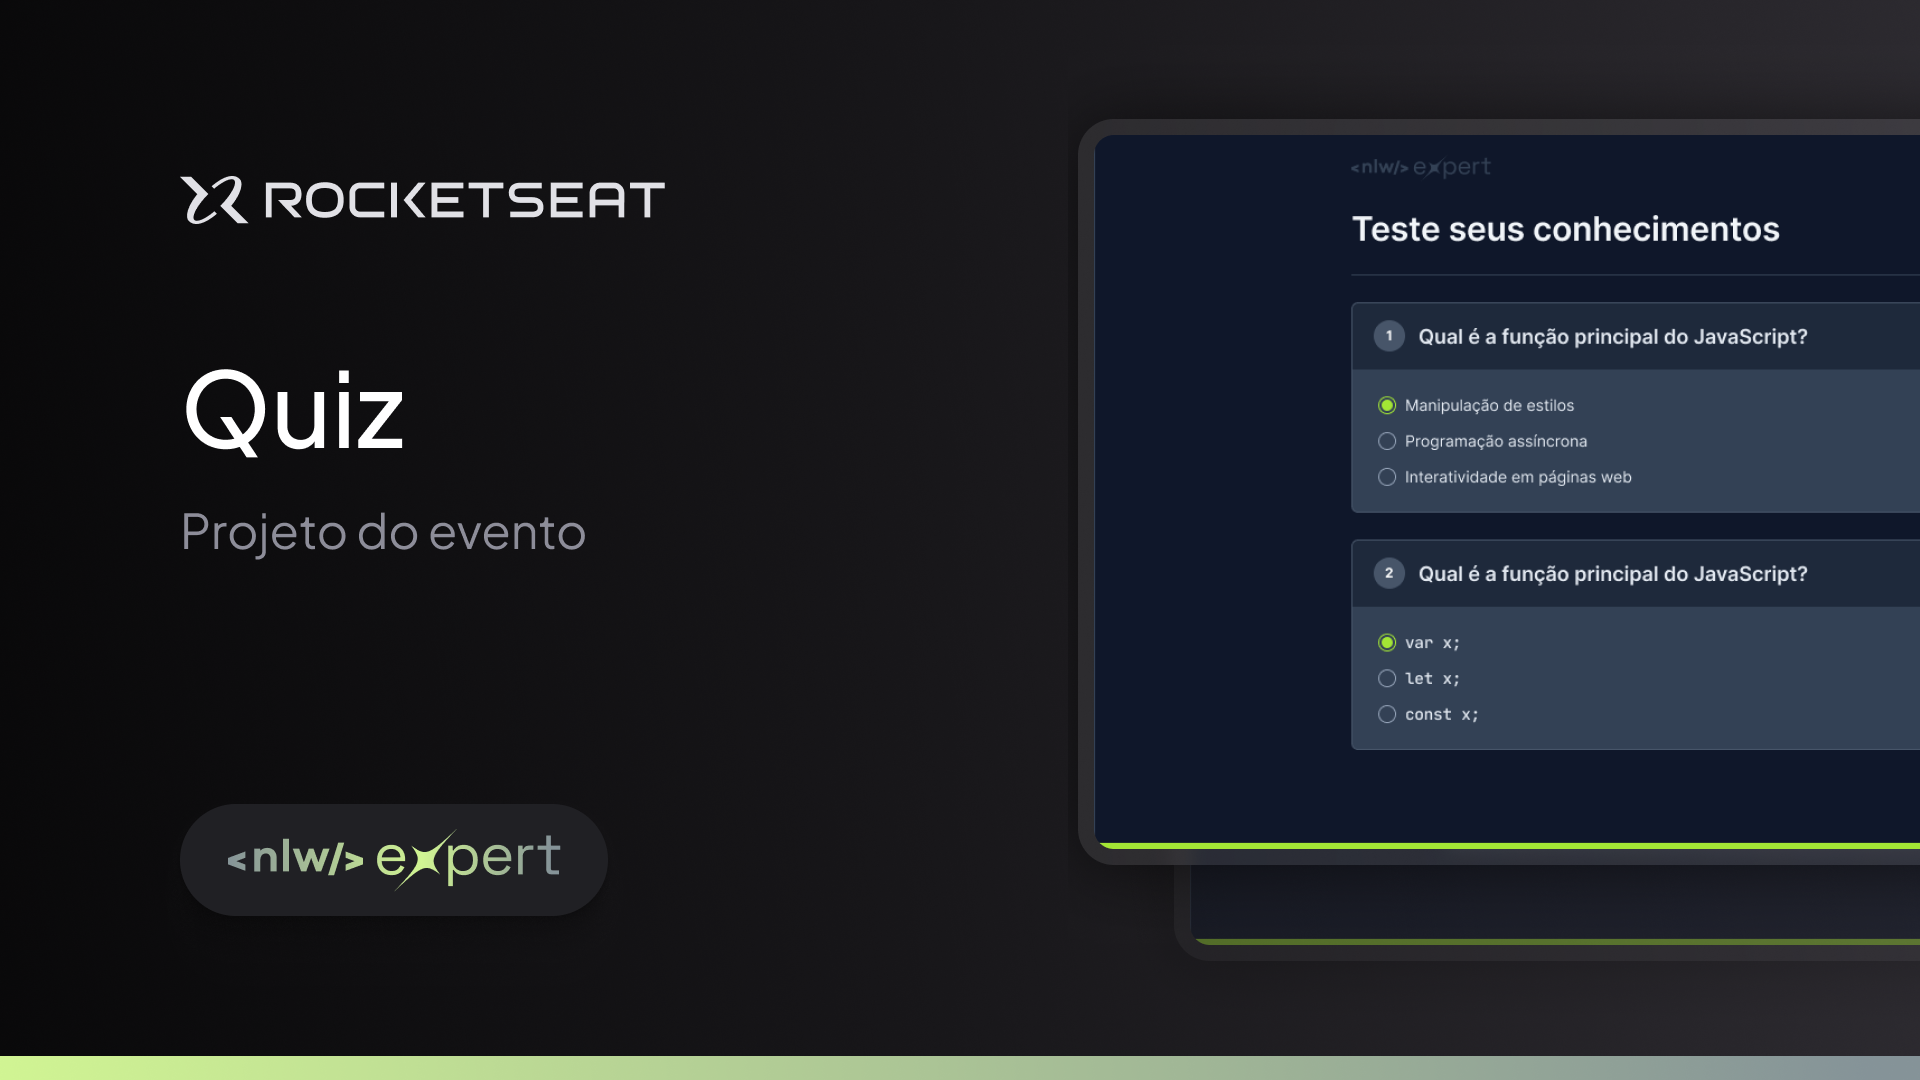 ROCKETSEAT
Quiz
Projeto do evento
<nlw/> expert
<nlw/> expert
Teste seus conhecimentos
1 Qual é a função principal do JavaScript?
Manipulação de estilos
Programação assíncrona
Interatividade em páginas web
2 Qual é a função principal do JavaScript?
var x;
let x;
const x;